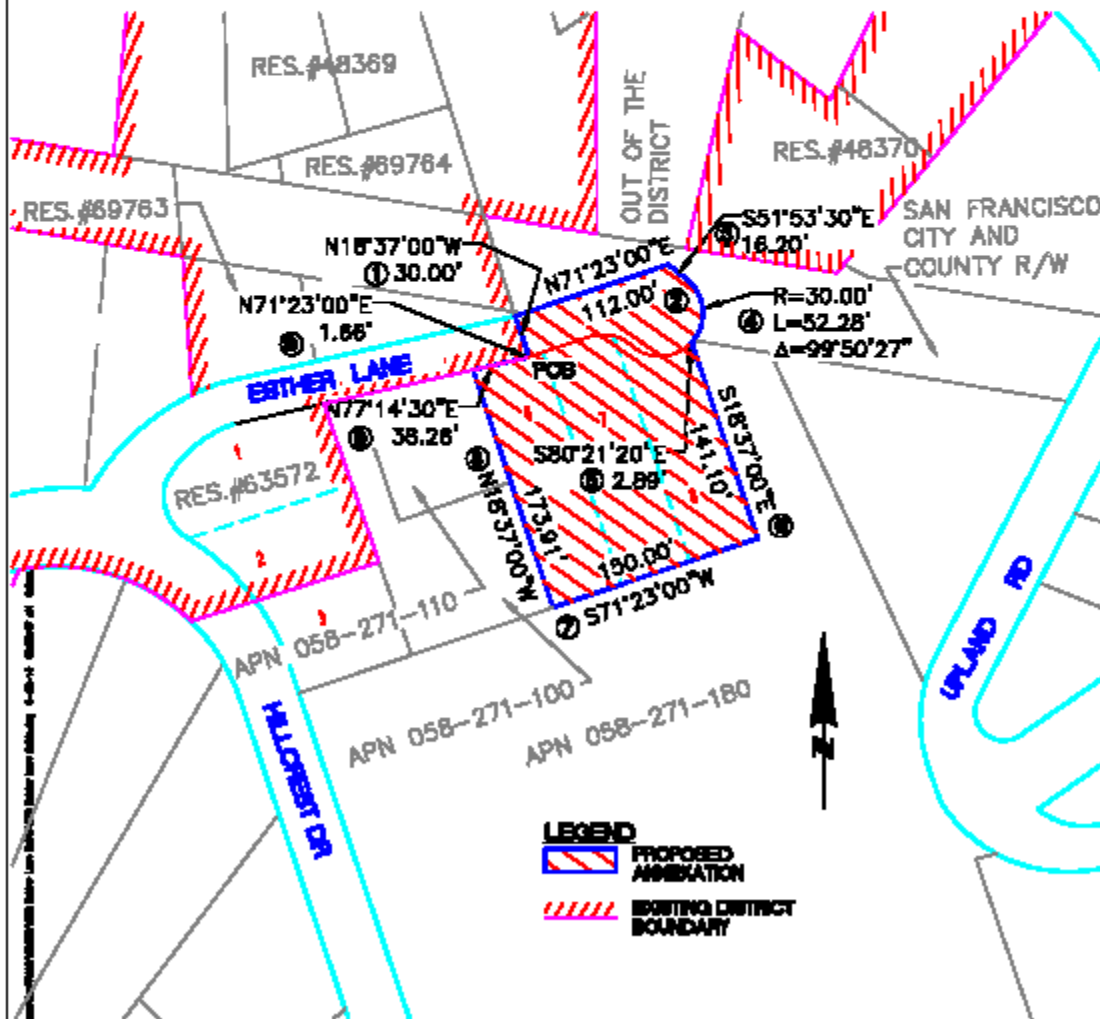 RES.#48369
RES.#69764
RES.#69763
OUT OF THE
DISTRICT
RES.#48370
SAN FRANCISCO
CITY AND
COUNTY R/W
N18°37'00"W
① 30.00'
N71°23'00"E
112.00' ②
S51°53'30"E
③ 16.20'
R=30.00'
④ L=52.28'
Δ=99°50'27"
N71°23'00"E
1.66'
ESTHER LANE
POB
N77°14'30"E
38.28'
S80°21'20"E
⑤ 2.89'
S18°37'00"E
141.10'
N18°37'00"W
173.91'
150.00'
⑦ S71°23'00"W
1
RES.#63572
2
3
APN 058-271-110
APN 058-271-100
APN 058-271-180
HILLCREST DR
UPLAND RD
N
LEGEND
PROPOSED
ANNEXATION
EXISTING DISTRICT
BOUNDARY